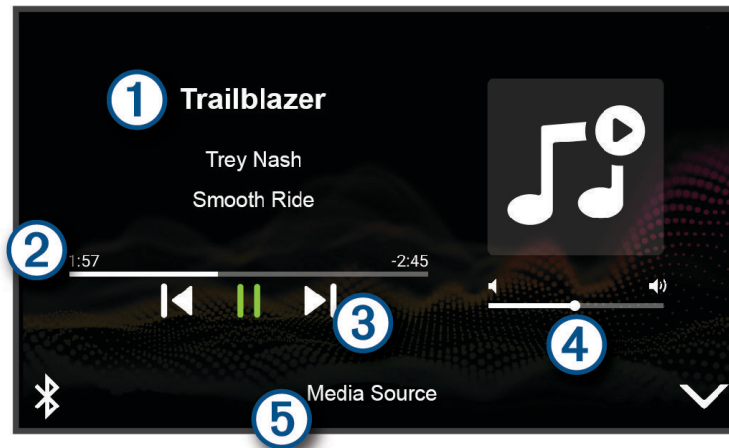 1 Trailblazer
Trey Nash
Smooth Ride
2
1:57 -2:45
3
4
Media Source
5